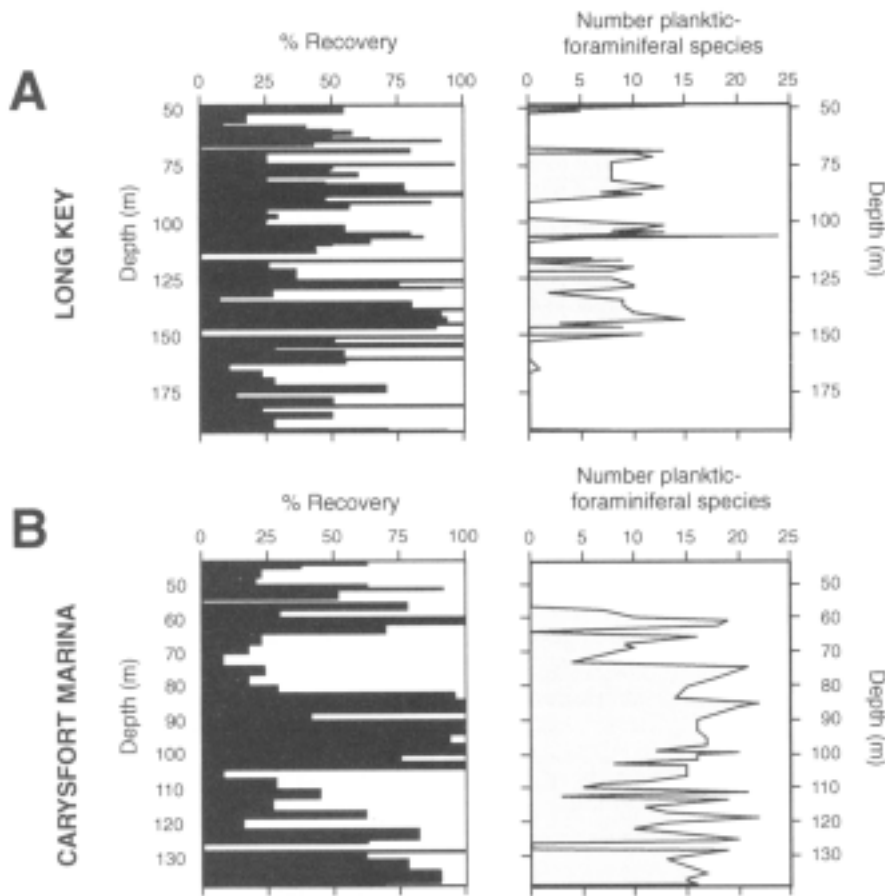 % Recovery
Number planktic-
foraminiferal species
A
0 25 50 75 100
0 5 10 15 20 25
LONG KEY
Depth (m)
50
75
100
125
150
175
50
75
100
125
150
175
Depth (m)
% Recovery
Number planktic-
foraminiferal species
B
0 25 50 75 100
0 5 10 15 20 25
CARYSFORT MARINA
Depth (m)
50
60
70
80
90
100
110
120
130
50
60
70
80
90
100
110
120
130
Depth (m)